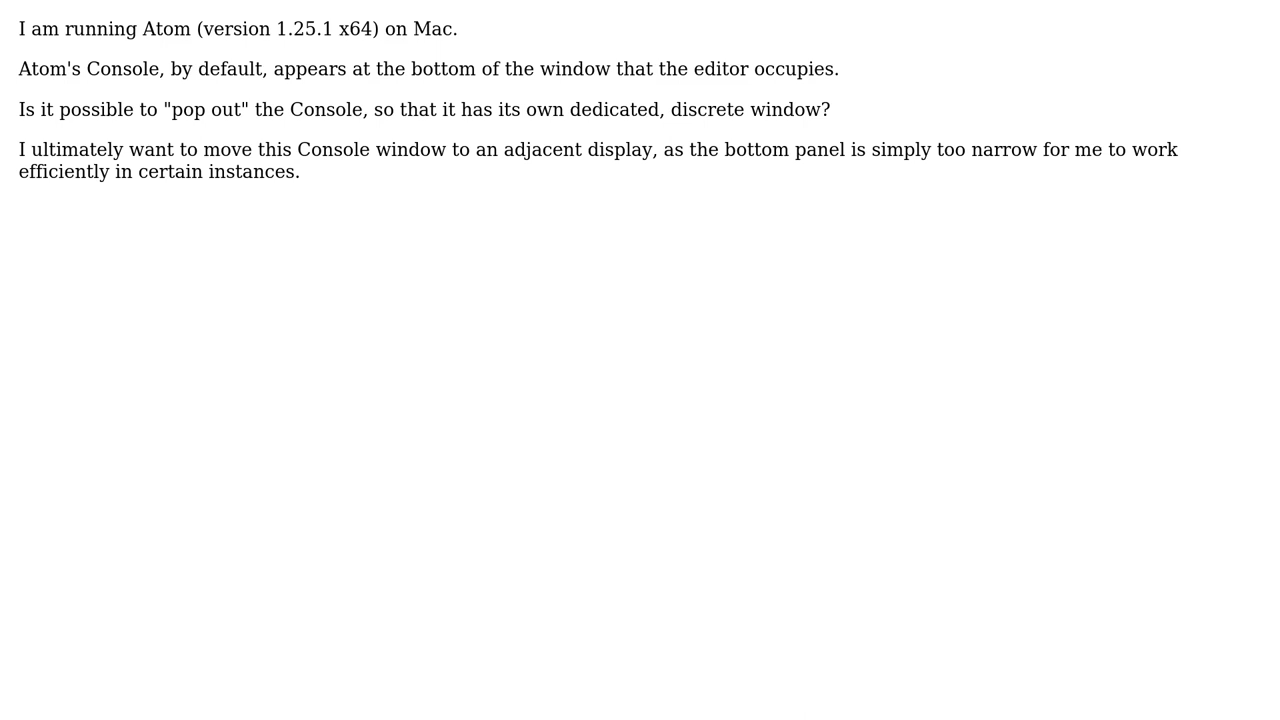 I am running Atom (version 1.25.1 x64) on Mac.
Atom's Console, by default, appears at the bottom of the window that the editor occupies.
Is it possible to "pop out" the Console, so that it has its own dedicated, discrete window?
I ultimately want to move this Console window to an adjacent display, as the bottom panel is simply too narrow for me to work
efficiently in certain instances.